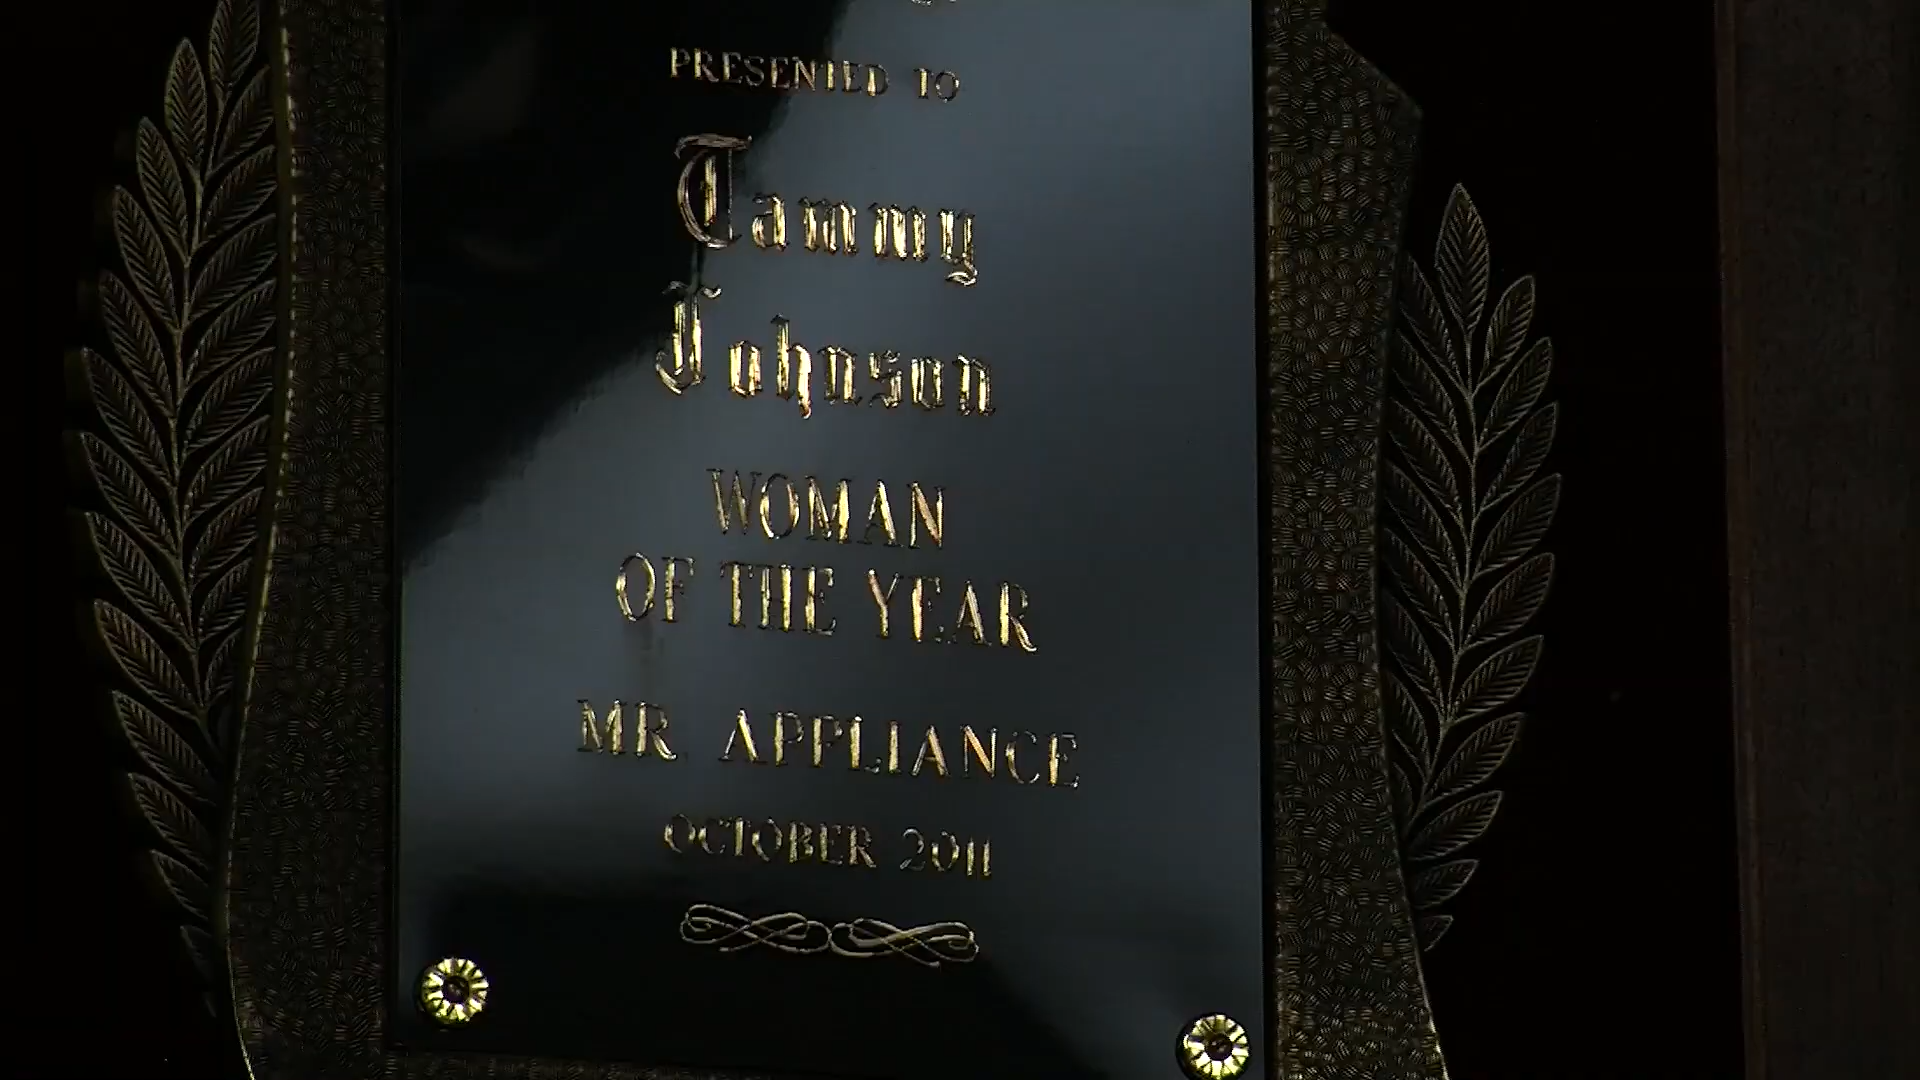 PRESENTED TO
Tammy
Johnson
WOMAN
OF THE YEAR
MR. APPLIANCE
OCTOBER 2011